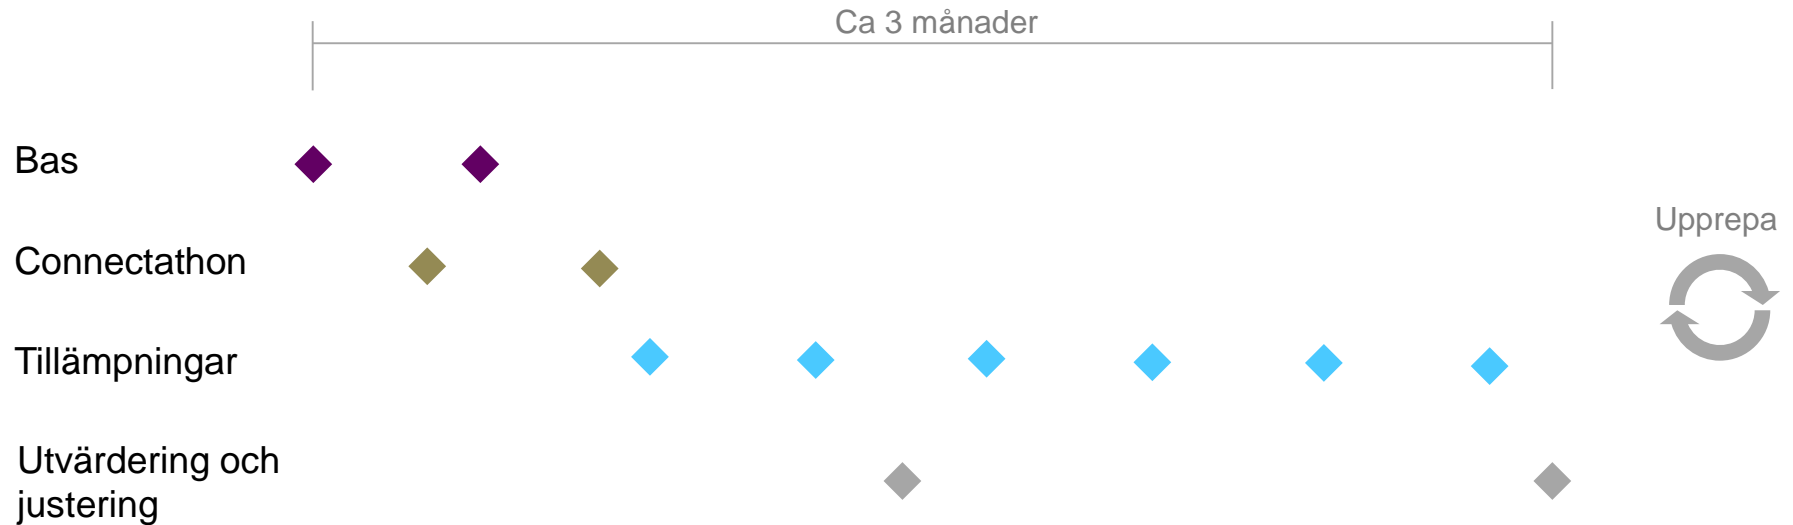 Ca 3 månader
Bas
Connectathon
Upprepa
Tillämpningar
Utvärdering och
justering